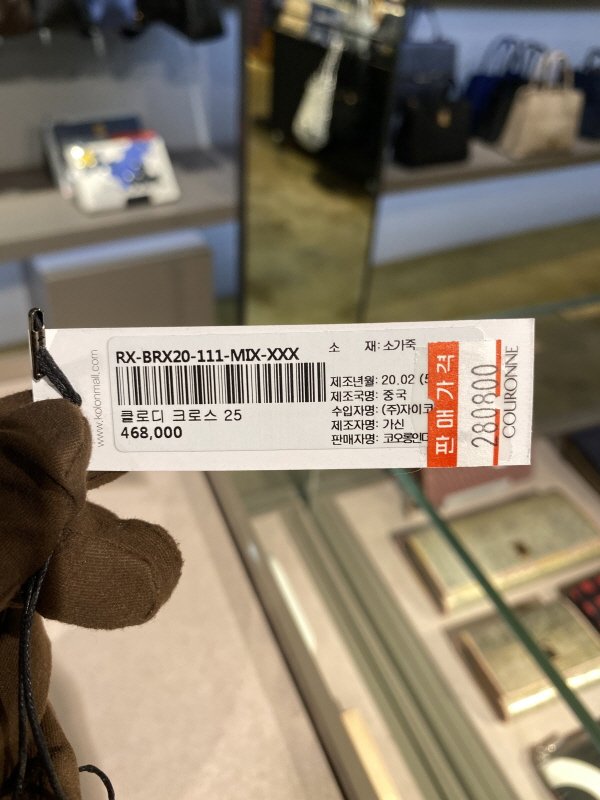 www.kolonmall.com
RX-BRX20-111-MIX-XXX
클로디 크로스 25
468,000
소 재: 소가죽
제조년월: 20.02 (5
제조국명: 중국
수입자명: (주)자이코
제조자명: 가신
판매자명: 코오롱인더
판매가격
280800
COURONNE